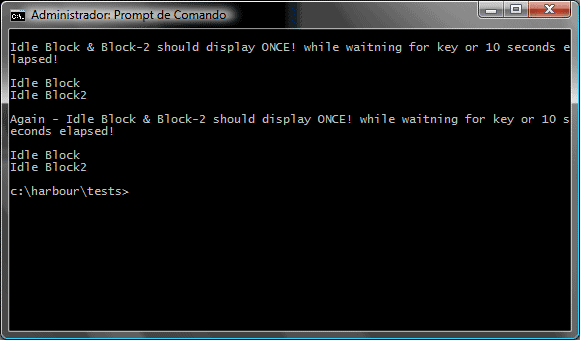 Administrador: Prompt de Comando
Idle Block & Block-2 should display ONCE! while waitning for key or 10 seconds e
lapsed!
Idle Block
Idle Block2
Again - Idle Block & Block-2 should display ONCE! while waitning for key or 10 s
econds elapsed!
Idle Block
Idle Block2
c:\harbour\tests>